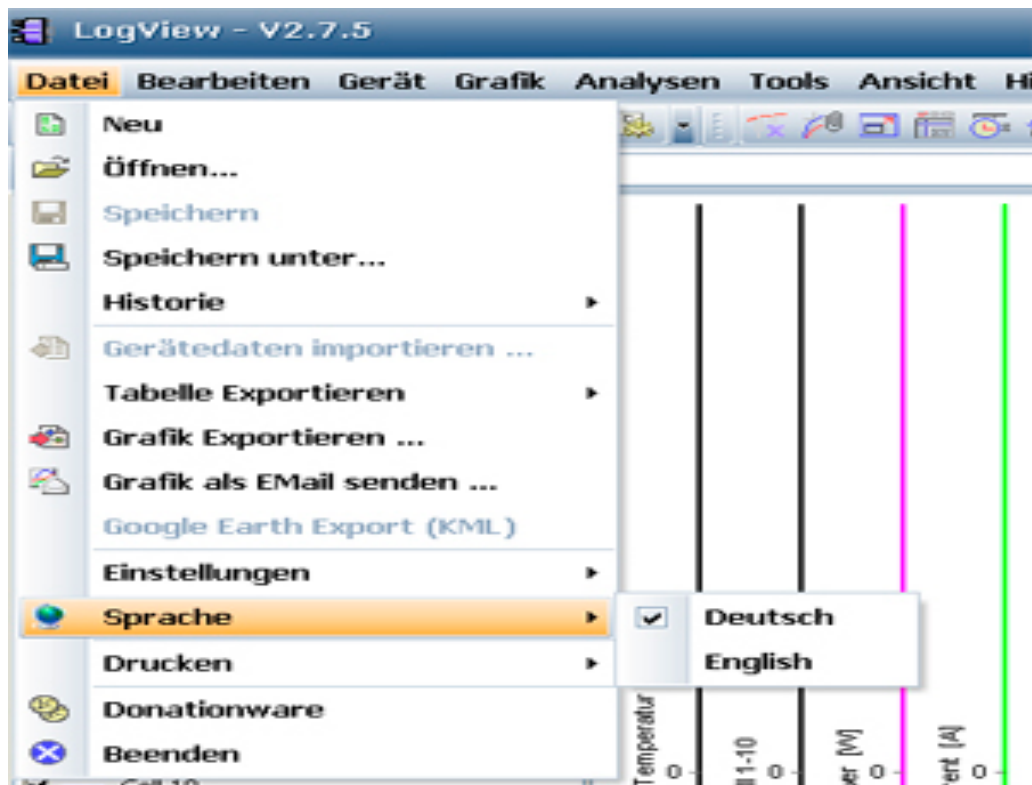 LogView - V2.7.5
Datei Bearbeiten Gerät Grafik Analysen Tools Ansicht
Neu
Öffnen...
Speichern
Speichern unter...
Historie
Gerätedaten importieren ...
Tabelle Exportieren
Grafik Exportieren ...
Grafik als EMail senden ...
Google Earth Export (KML)
Einstellungen
Sprache
Deutsch
Drucken
English
Donationware
Beenden
Temperatur
0
1-10
0
[W]
0
[A]
0